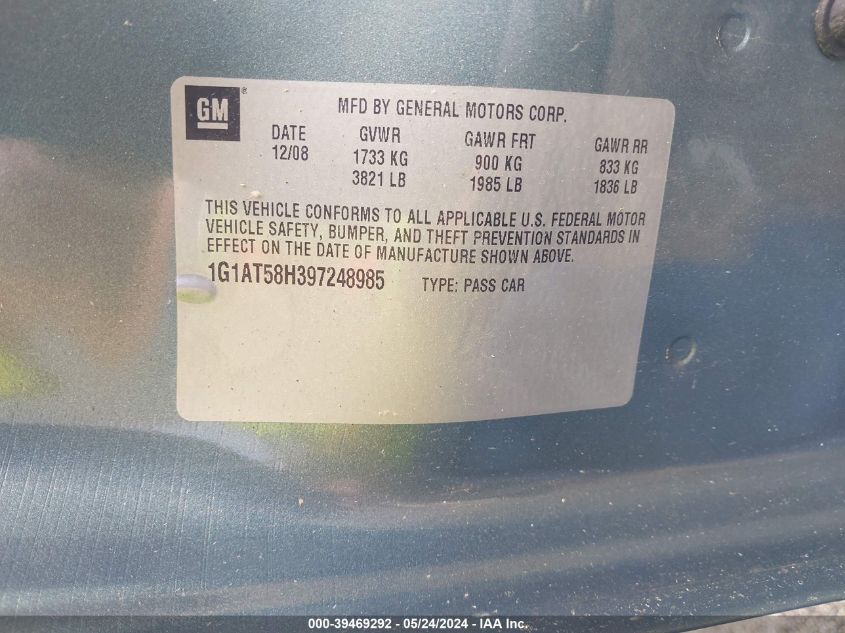 GM ®
MFD BY GENERAL MOTORS CORP.
DATE GVWR GAWR FRT GAWR RR
12/08 1733 KG 900 KG 833 KG
3821 LB 1985 LB 1836 LB
THIS VEHICLE CONFORMS TO ALL APPLICABLE U.S. FEDERAL MOTOR
VEHICLE SAFETY, BUMPER, AND THEFT PREVENTION STANDARDS IN
EFFECT ON THE DATE OF MANUFACTURE SHOWN ABOVE.
1G1AT58H397248985 TYPE: PASS CAR
000-39469292 - 05/24/2024 - IAA Inc.